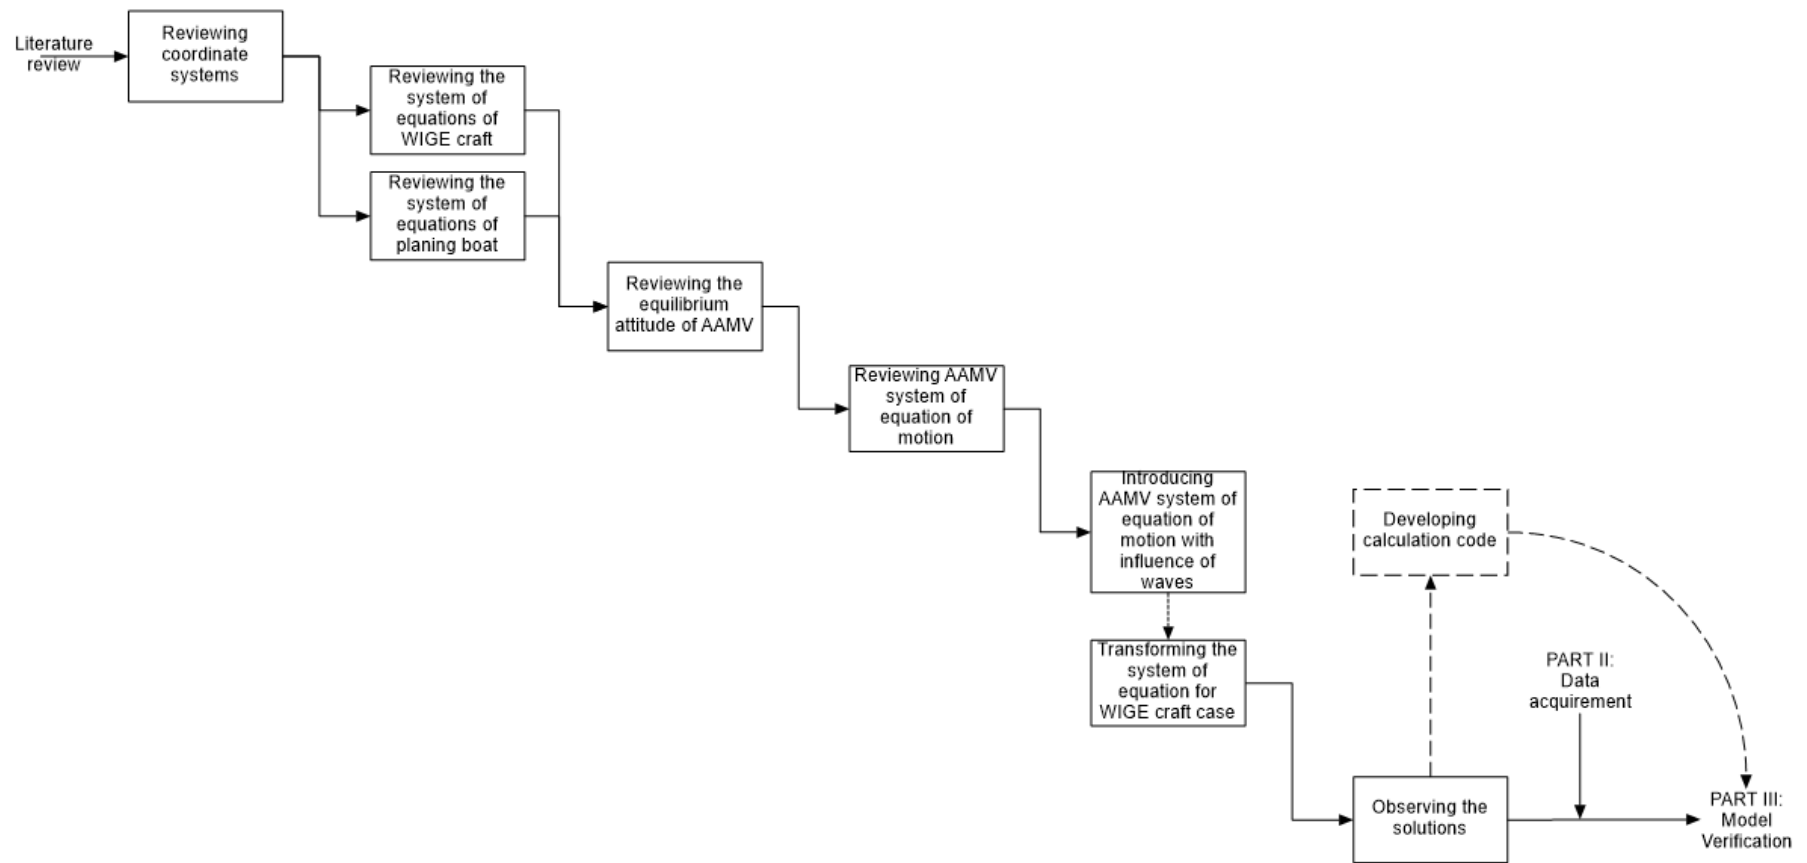 Literature
review
Reviewing
coordinate
systems
Reviewing the
system of
equations of
WIGE craft
Reviewing the
system of
equations of
planing boat
Reviewing the
equilibrium
attitude of AAMV
Reviewing AAMV
system of
equation of
motion
Introducing
AAMV system of
equation of
motion with
influence of
waves
Transforming the
system of
equation for
WIGE craft case
Observing the
solutions
Developing
calculation code
PART II:
Data
acquirement
PART III:
Model
Verification